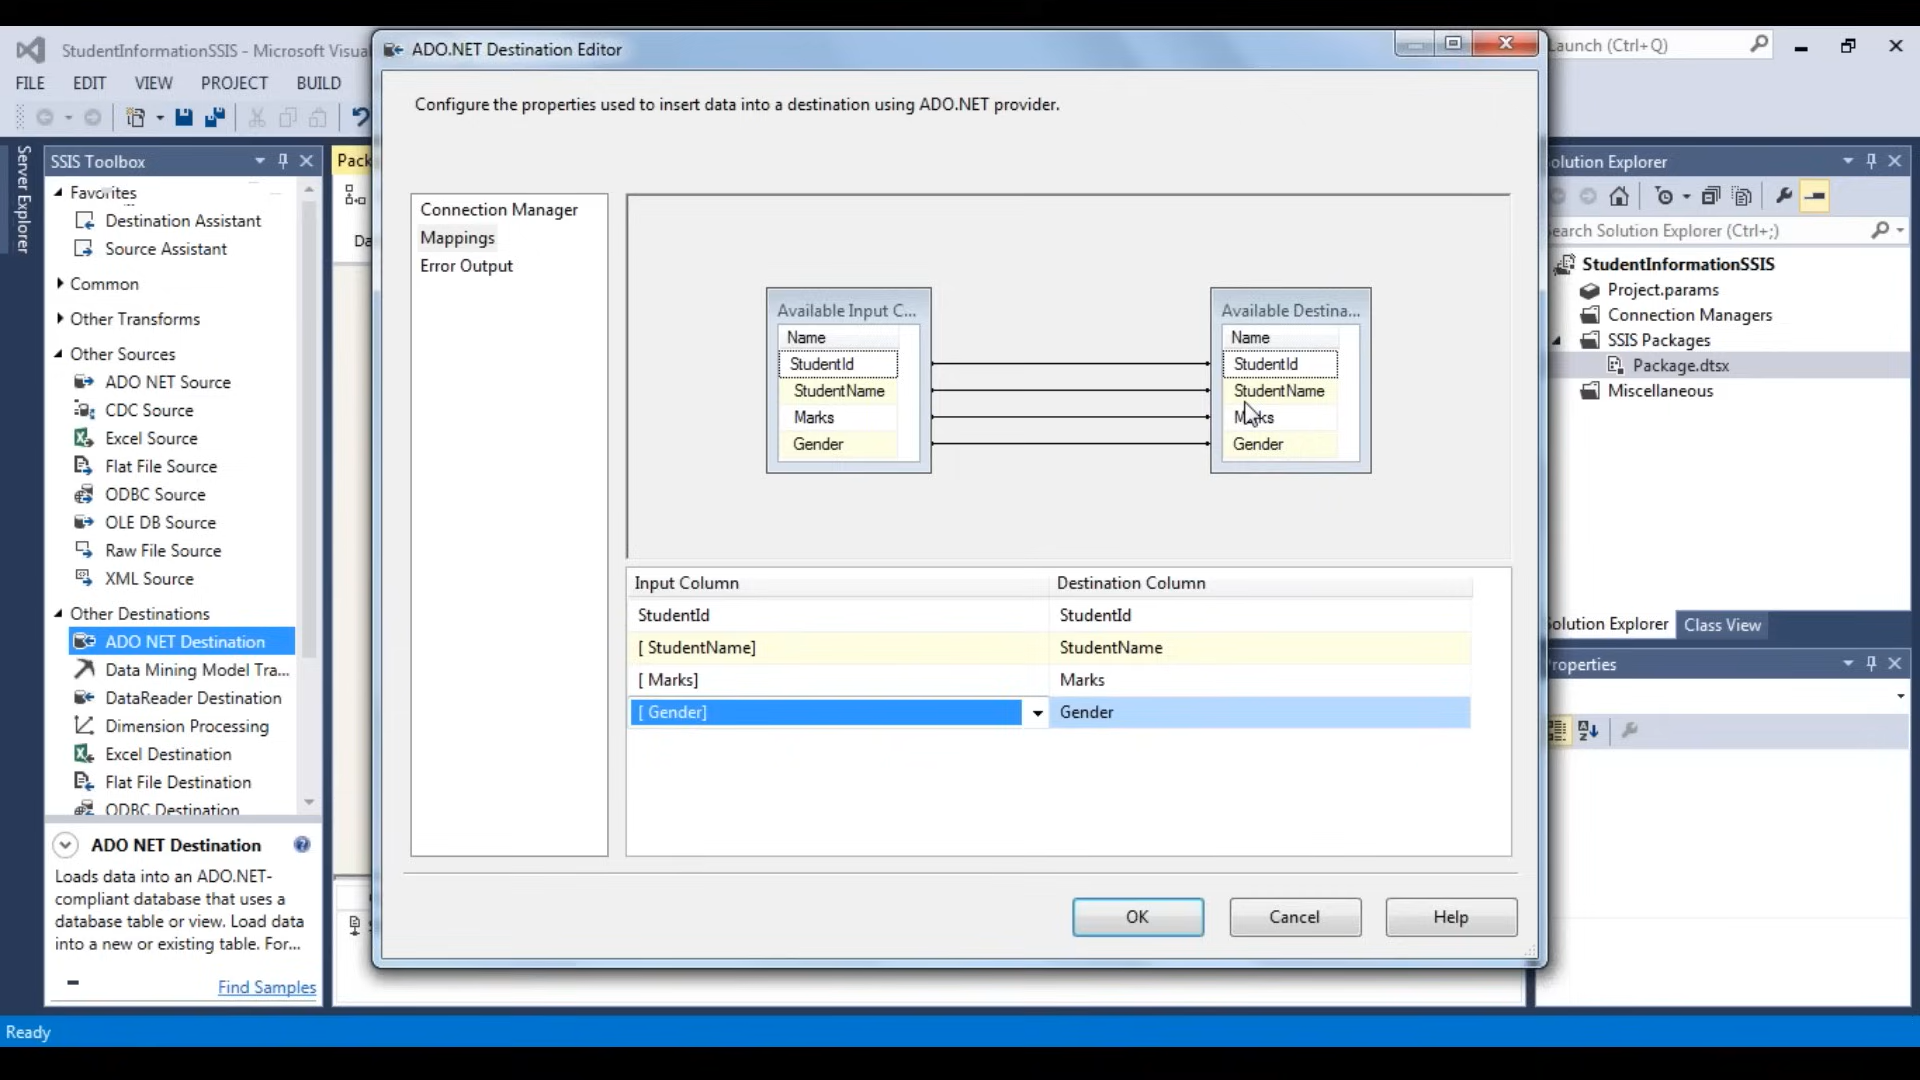 StudentInformationSSIS - Microsoft Visual
ADO.NET Destination Editor
Launch (Ctrl+Q)
FILE EDIT VIEW PROJECT BUILD
Configure the properties used to insert data into a destination using ADO.NET provider.
Server Explorer
SSIS Toolbox
Favorites
Destination Assistant
Source Assistant
Common
Other Transforms
Other Sources
ADO NET Source
CDC Source
Excel Source
Flat File Source
ODBC Source
OLE DB Source
Raw File Source
XML Source
Other Destinations
ADO NET Destination
Data Mining Model Tra...
DataReader Destination
Dimension Processing
Excel Destination
Flat File Destination
ODBC Destination
ADO NET Destination
Loads data into an ADO.NET-
compliant database that uses a
database table or view. Load data
into a new or existing table. For...
Find Samples
Pack
Da
Connection Manager
Mappings
Error Output
Available Input C...
Name
StudentId
StudentName
Marks
Gender
Available Destina...
Name
StudentId
StudentName
Marks
Gender
Input Column Destination Column
StudentId StudentId
[ StudentName] StudentName
[ Marks] Marks
[ Gender] Gender
OK Cancel Help
olution Explorer
earch Solution Explorer (Ctrl+;)
StudentInformationSSIS
Project.params
Connection Managers
SSIS Packages
Package.dtsx
Miscellaneous
olution Explorer Class View
roperties
Ready